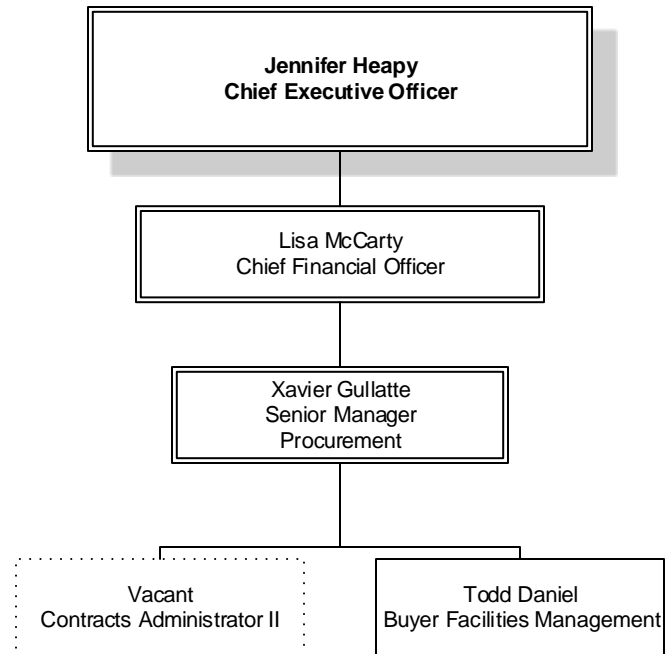 Jennifer Heapy
Chief Executive Officer
Lisa McCarty
Chief Financial Officer
Xavier Gullatte
Senior Manager
Procurement
Vacant
Contracts Administrator II
Todd Daniel
Buyer Facilities Management